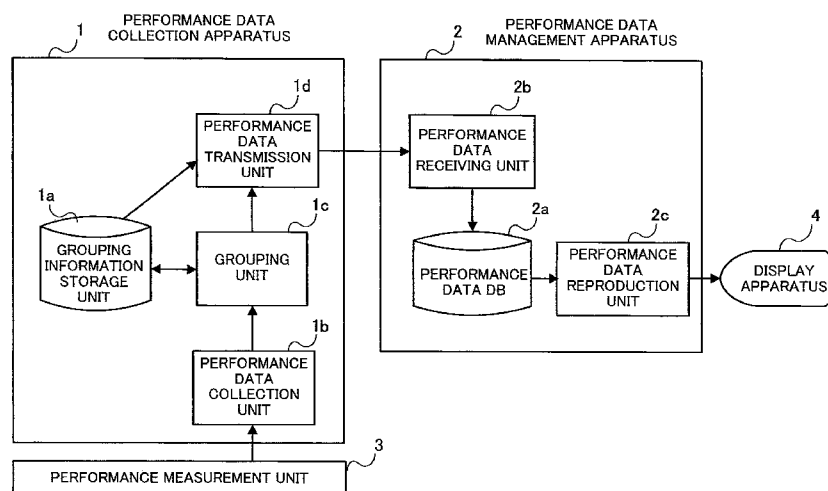 PERFORMANCE DATA
COLLECTION APPARATUS
1
PERFORMANCE DATA
MANAGEMENT APPARATUS
2
1d
PERFORMANCE
DATA
TRANSMISSION
UNIT
2b
PERFORMANCE
DATA
RECEIVING UNIT
1a
GROUPING
INFORMATION
STORAGE
UNIT
1c
GROUPING
UNIT
2a
PERFORMANCE
DATA DB
2c
PERFORMANCE
DATA
REPRODUCTION
UNIT
4
DISPLAY
APPARATUS
1b
PERFORMANCE
DATA
COLLECTION
UNIT
3
PERFORMANCE MEASUREMENT UNIT